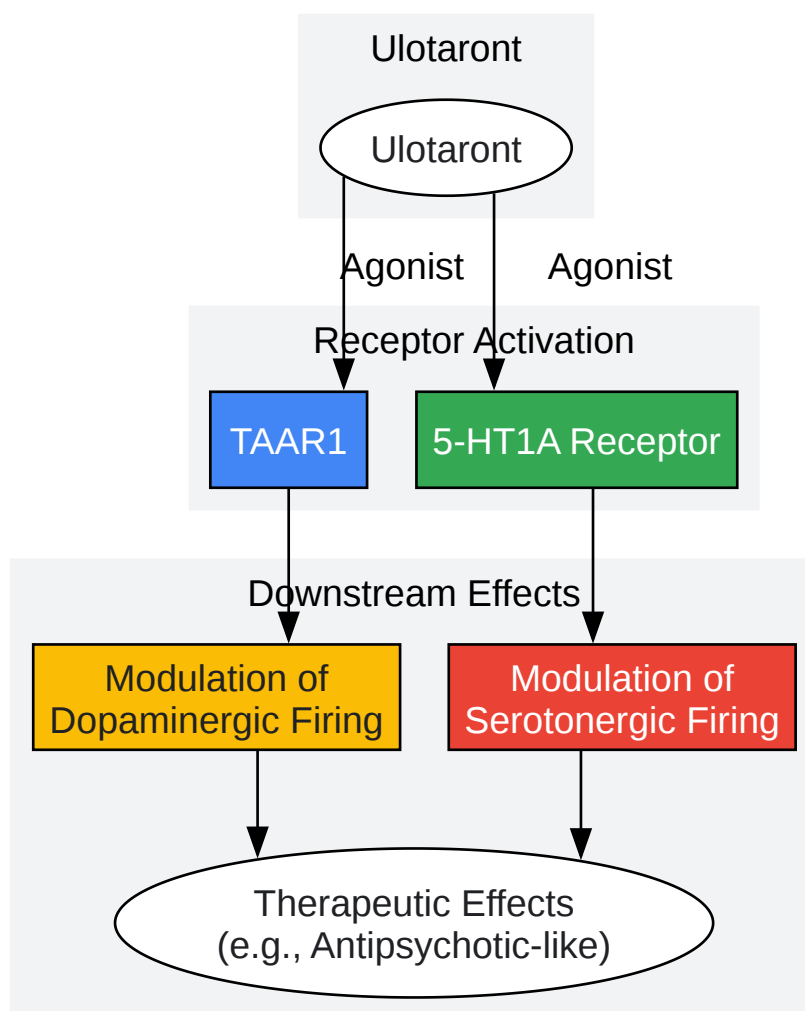 Ulotaront
Ulotaront
Agonist
Agonist
Receptor Activation
TAAR1
5-HT1A Receptor
Downstream Effects
Modulation of
Dopaminergic Firing
Modulation of
Serotonergic Firing
Therapeutic Effects
(e.g., Antipsychotic-like)